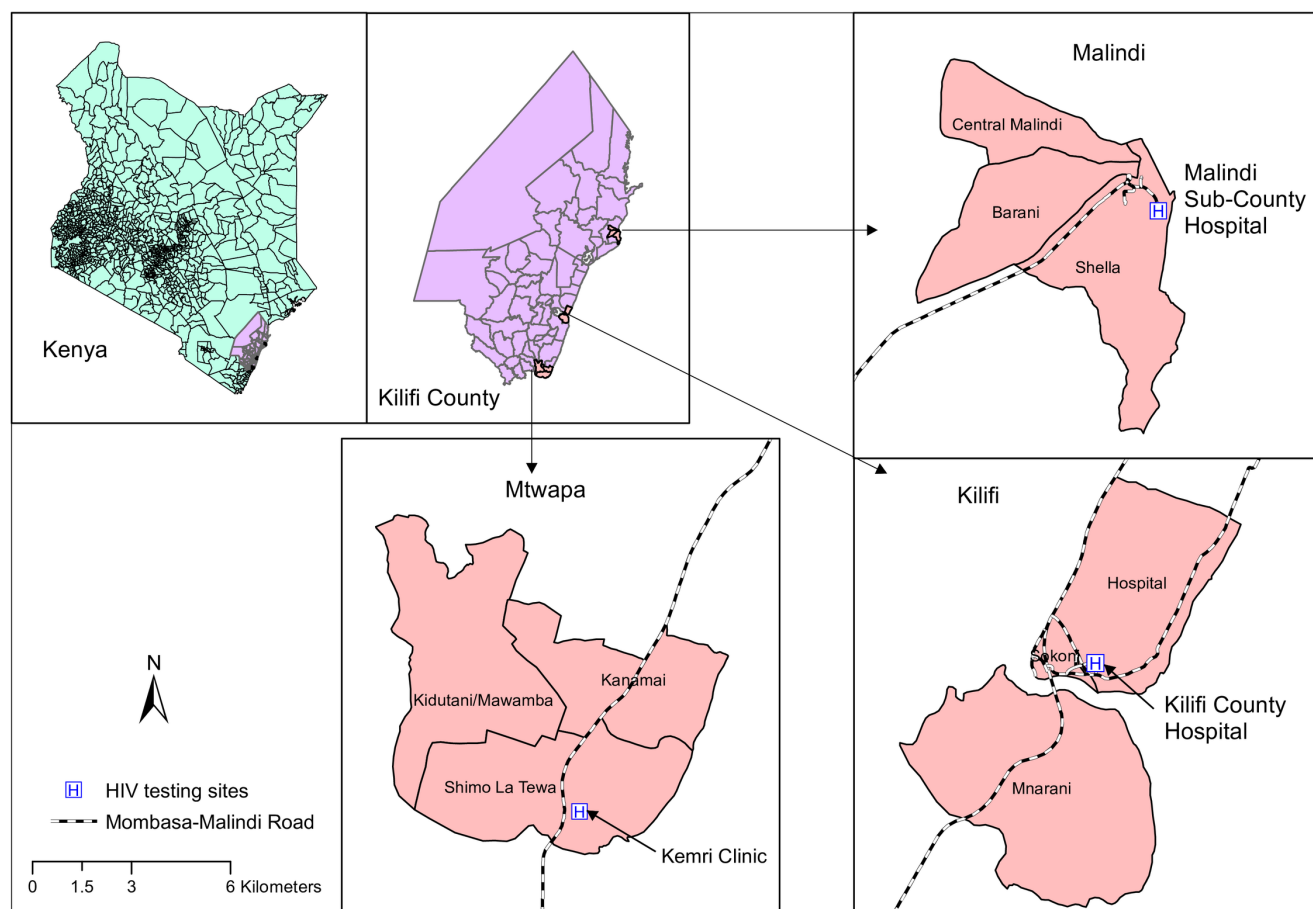 Kenya
Kilifi County
Malindi
Central Malindi
Barani
Shella
H
Malindi
Sub-County
Hospital
Mtwapa
Kidutani/Mawamba
Kanamai
Shimo La Tewa
H
Kemri Clinic
Kilifi
Hospital
Sokoni
H
Kilifi County
Hospital
Mnarani
N
H HIV testing sites
Mombasa-Malindi Road
0 1.5 3 6 Kilometers